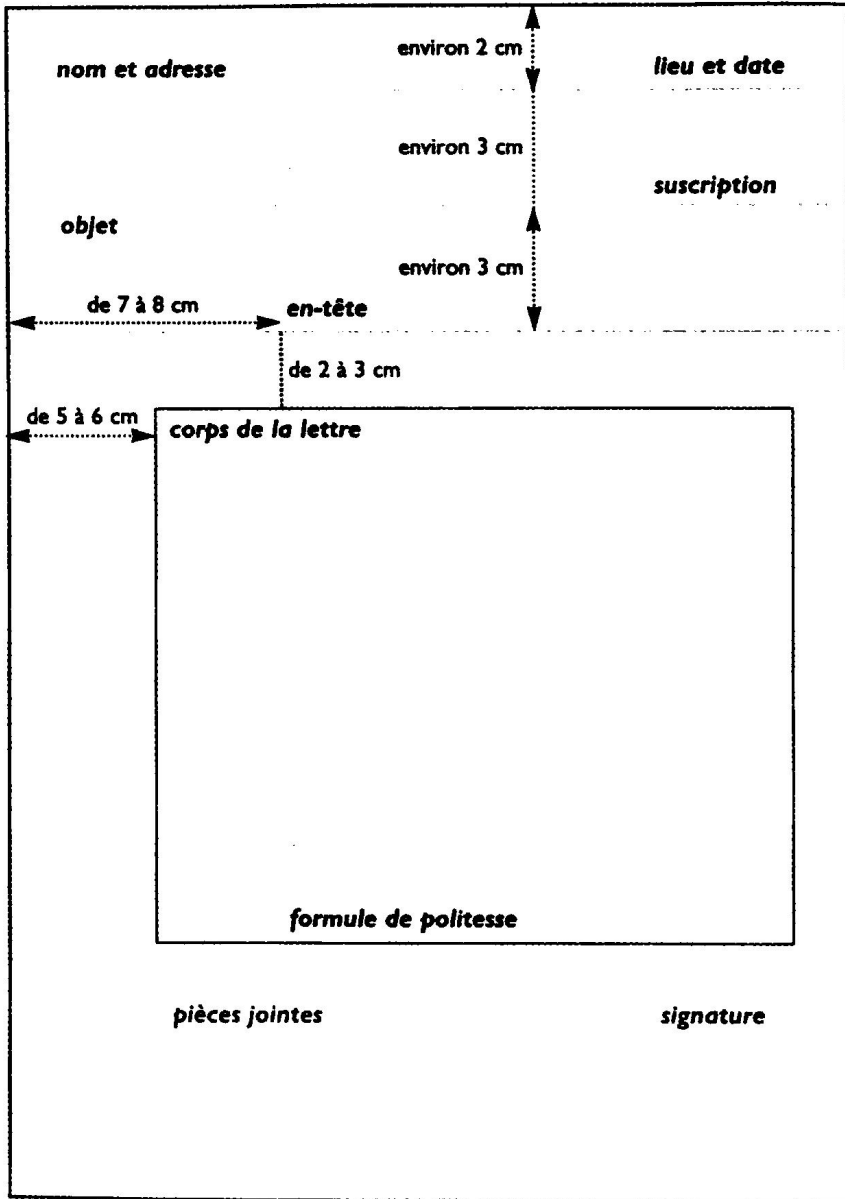 environ 2 cm
nom et adresse
lieu et date
environ 3 cm
suscription
objet
environ 3 cm
de 7 à 8 cm
en-tête
de 2 à 3 cm
de 5 à 6 cm
corps de la lettre
formule de politesse
pièces jointes
signature